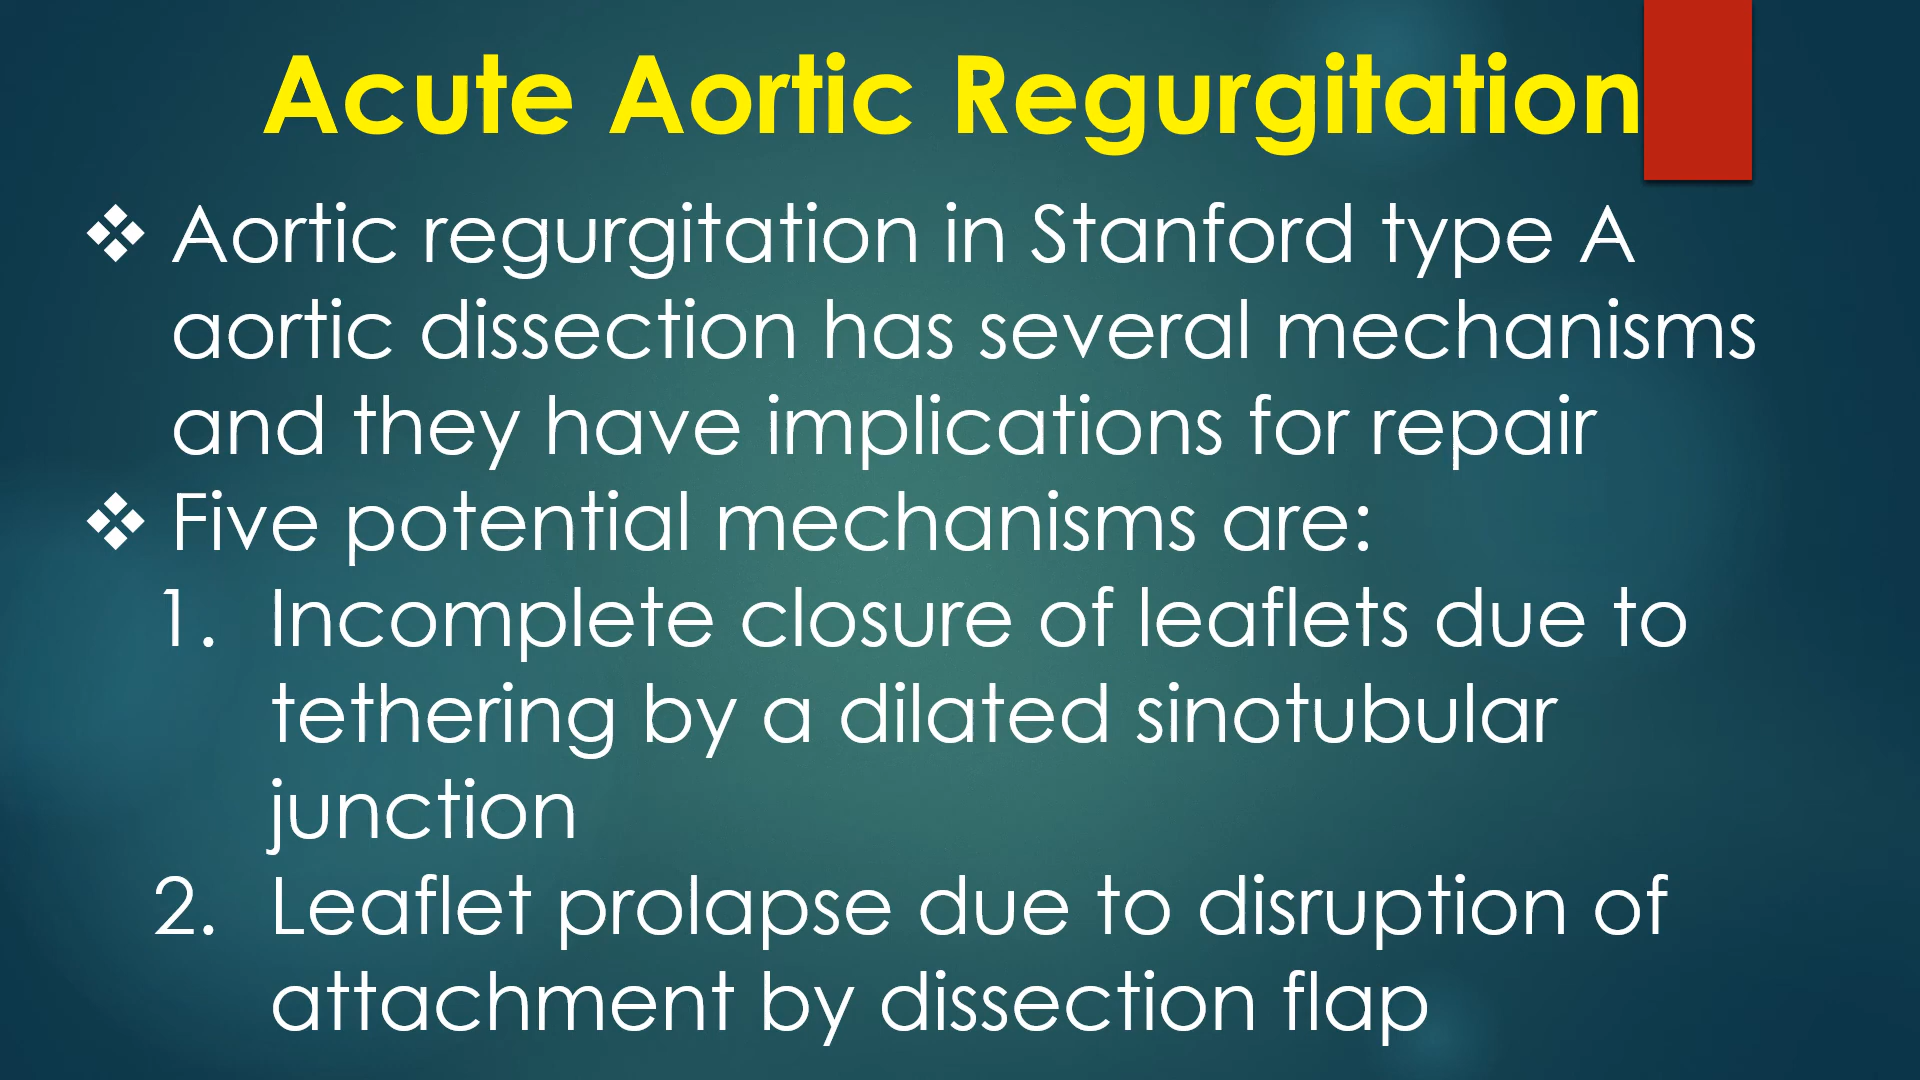 Acute Aortic Regurgitation
❖ Aortic regurgitation in Stanford type A
aortic dissection has several mechanisms
and they have implications for repair
❖ Five potential mechanisms are:
1. Incomplete closure of leaflets due to
tethering by a dilated sinotubular
junction
2. Leaflet prolapse due to disruption of
attachment by dissection flap